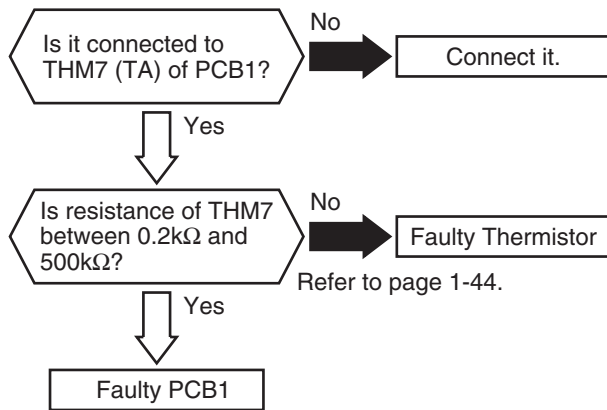 Is it connected to
THM7 (TA) of PCB1?
No
Connect it.
Yes
Is resistance of THM7
between 0.2kΩ and
500kΩ?
No
Faulty Thermistor
Refer to page 1-44.
Yes
Faulty PCB1